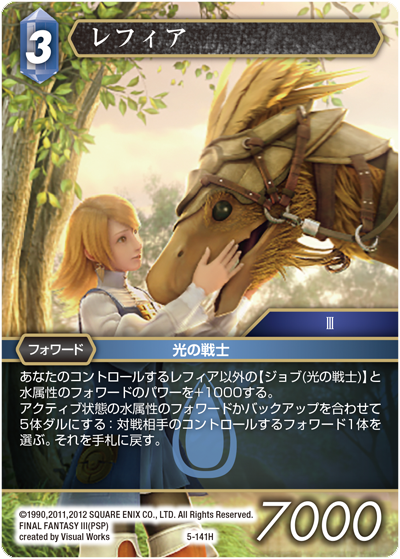 3
レフィア
III
フォワード
光の戦士
あなたのコントロールするレフィア以外の【ジョブ(光の戦士)】と
水属性のフォワードのパワーを+1000する。
アクティブ状態の水属性のフォワードかバックアップを合わせて
5体ダルにする：対戦相手のコントロールするフォワード1体を
選ぶ。それを手札に戻す。
©1990,2011,2012 SQUARE ENIX CO., LTD. All Rights Reserved.
FINAL FANTASY III(PSP)
created by Visual Works
5-141H
7000